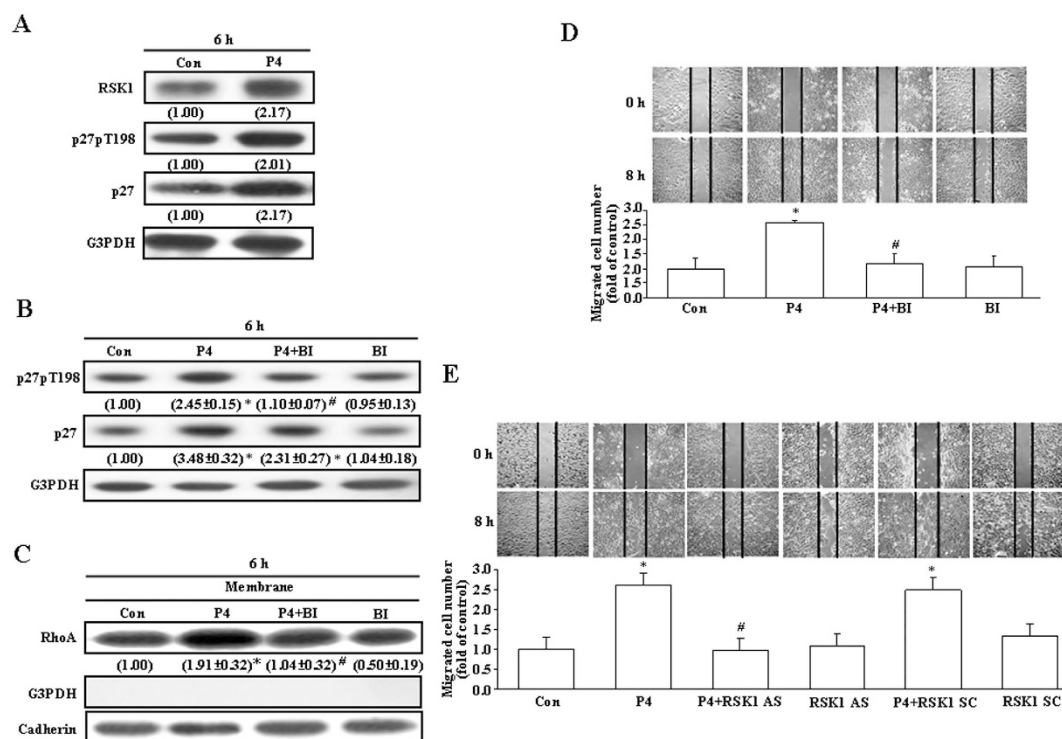 A
6 h
Con P4
RSK1
(1.00) (2.17)
p27pT198
(1.00) (2.01)
p27
(1.00) (2.17)
G3PDH
B
6 h
Con P4 P4+BI BI
p27pT198
(1.00) (2.45±0.15) * (1.10±0.07) # (0.95±0.13)
p27
(1.00) (3.48±0.32) * (2.31±0.27) * (1.04±0.18)
G3PDH
C
6 h
Membrane
Con P4 P4+BI BI
RhoA
(1.00) (1.91±0.32) * (1.04±0.32) # (0.50±0.19)
G3PDH
Cadherin
D
0 h
8 h
Migrated cell number
(fold of control)
3.0
2.5
2.0
1.5
2.0
2.5
0.0
*
#
Con P4 P4+BI BI
E
0 h
8 h
Migrated cell number
(fold of control)
3.0
2.5
2.0
1.5
1.0
0.5
0.0
*
#
*
Con P4 P4+RSK1 AS RSK1 AS P4+RSK1 SC RSK1 SC